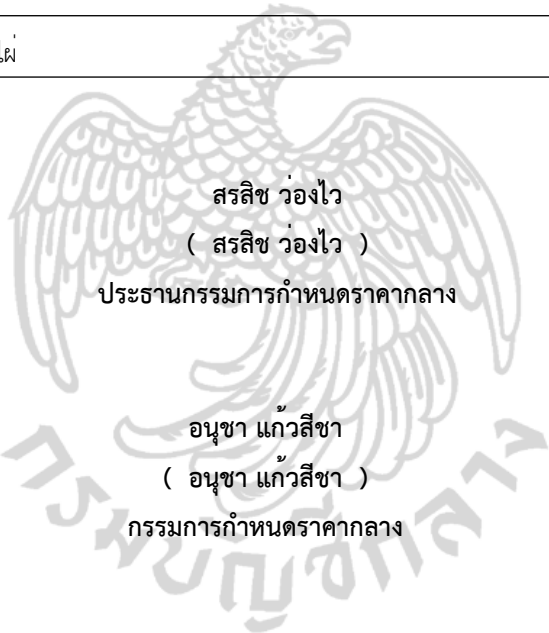 ไผ่
สรสิช ว่องไว
( สรสิช ว่องไว )
ประธานกรรมการกำหนดราคากลาง
อนุชา แก้วสีชา
( อนุชา แก้วสีชา )
กรรมการกำหนดราคากลาง
กรมบัญชีกลาง